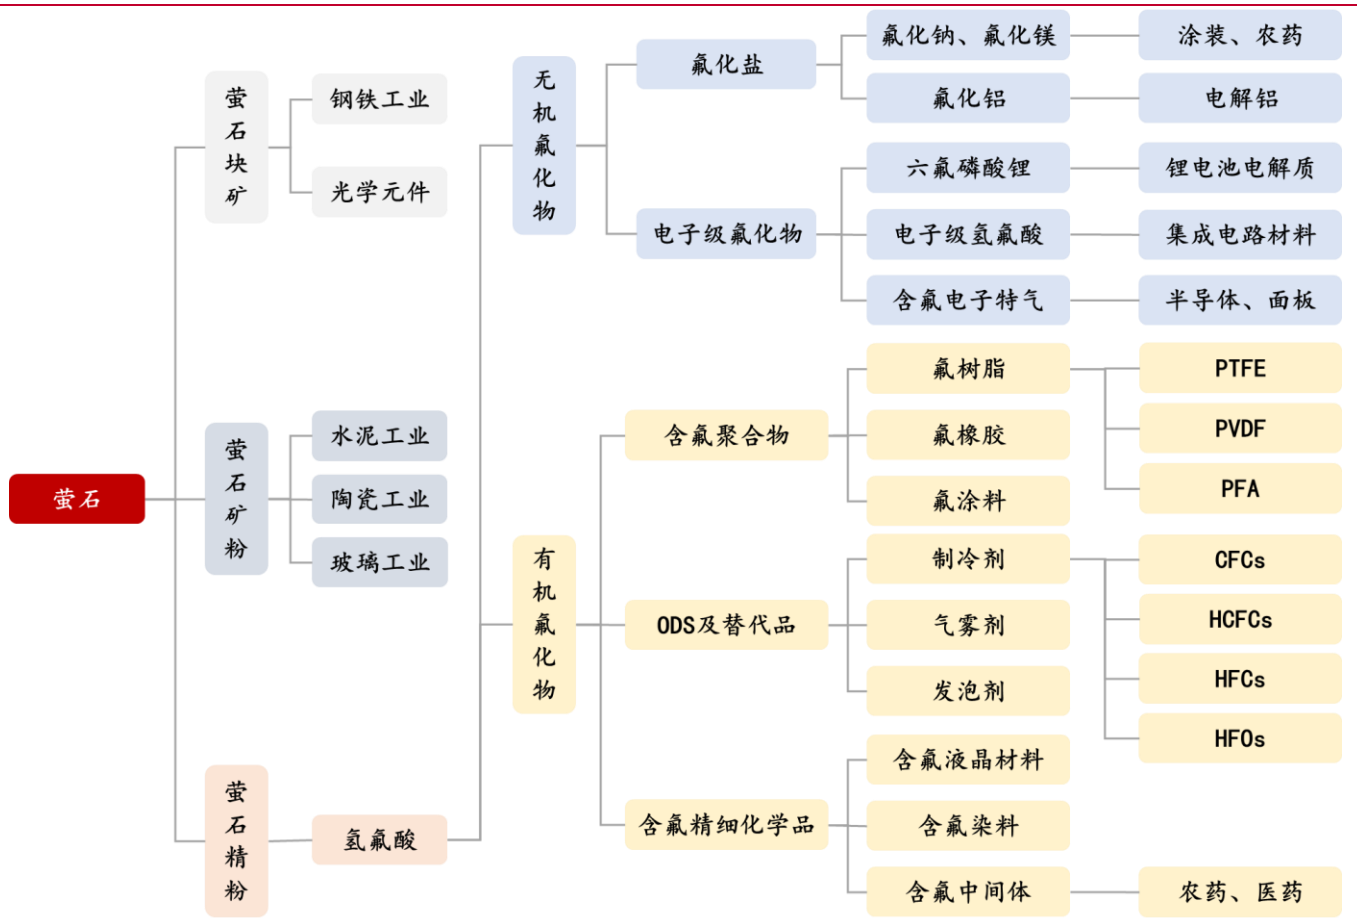 萤石
萤石块矿
钢铁工业
光学元件
萤石矿粉
水泥工业
陶瓷工业
玻璃工业
萤石精粉
氢氟酸
无机氟化物
氟化盐
氟化钠、氟化镁
涂装、农药
氟化铝
电解铝
电子级氟化物
六氟磷酸锂
锂电池电解质
电子级氢氟酸
集成电路材料
含氟电子特气
半导体、面板
有机氟化物
含氟聚合物
氟树脂
PTFE
PVDF
PFA
氟橡胶
氟涂料
ODS及替代品
制冷剂
CFCs
HCFCs
HFCs
HFOs
气雾剂
发泡剂
含氟精细化学品
含氟液晶材料
含氟染料
含氟中间体
农药、医药